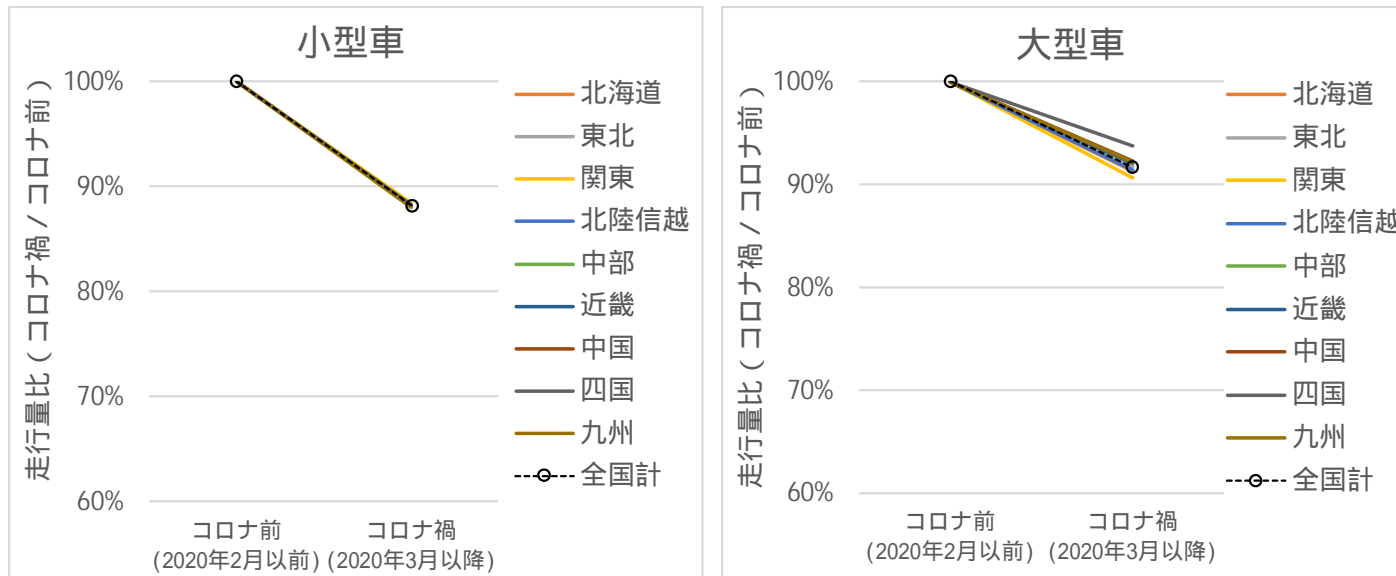 小型車
走行量比(コロナ禍/コロナ前)
100%
90%
80%
70%
60%
コロナ前
(2020年2月以前)
コロナ禍
(2020年3月以降)
北海道
東北
関東
北陸信越
中部
近畿
中国
四国
九州
全国計
大型車
走行量比(コロナ禍/コロナ前)
100%
90%
80%
70%
60%
コロナ前
(2020年2月以前)
コロナ禍
(2020年3月以降)
北海道
東北
関東
北陸信越
中部
近畿
中国
四国
九州
全国計